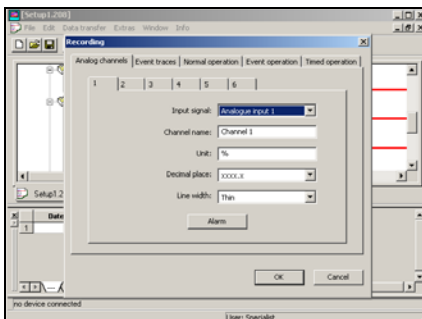 [Setup1.208]
File Edit Data transfer Extras Window Info
Recording
Analog channels Event traces Normal operation Event operation Timed operation
1 2 3 4 5 6
Input signal: Analogue input 1
Channel name: Channel 1
Unit: %
Decimal place: xxxx.x
Line width: Thin
Alarm
OK Cancel
Setup1.2
Date
1
no device connected
User: Specialist